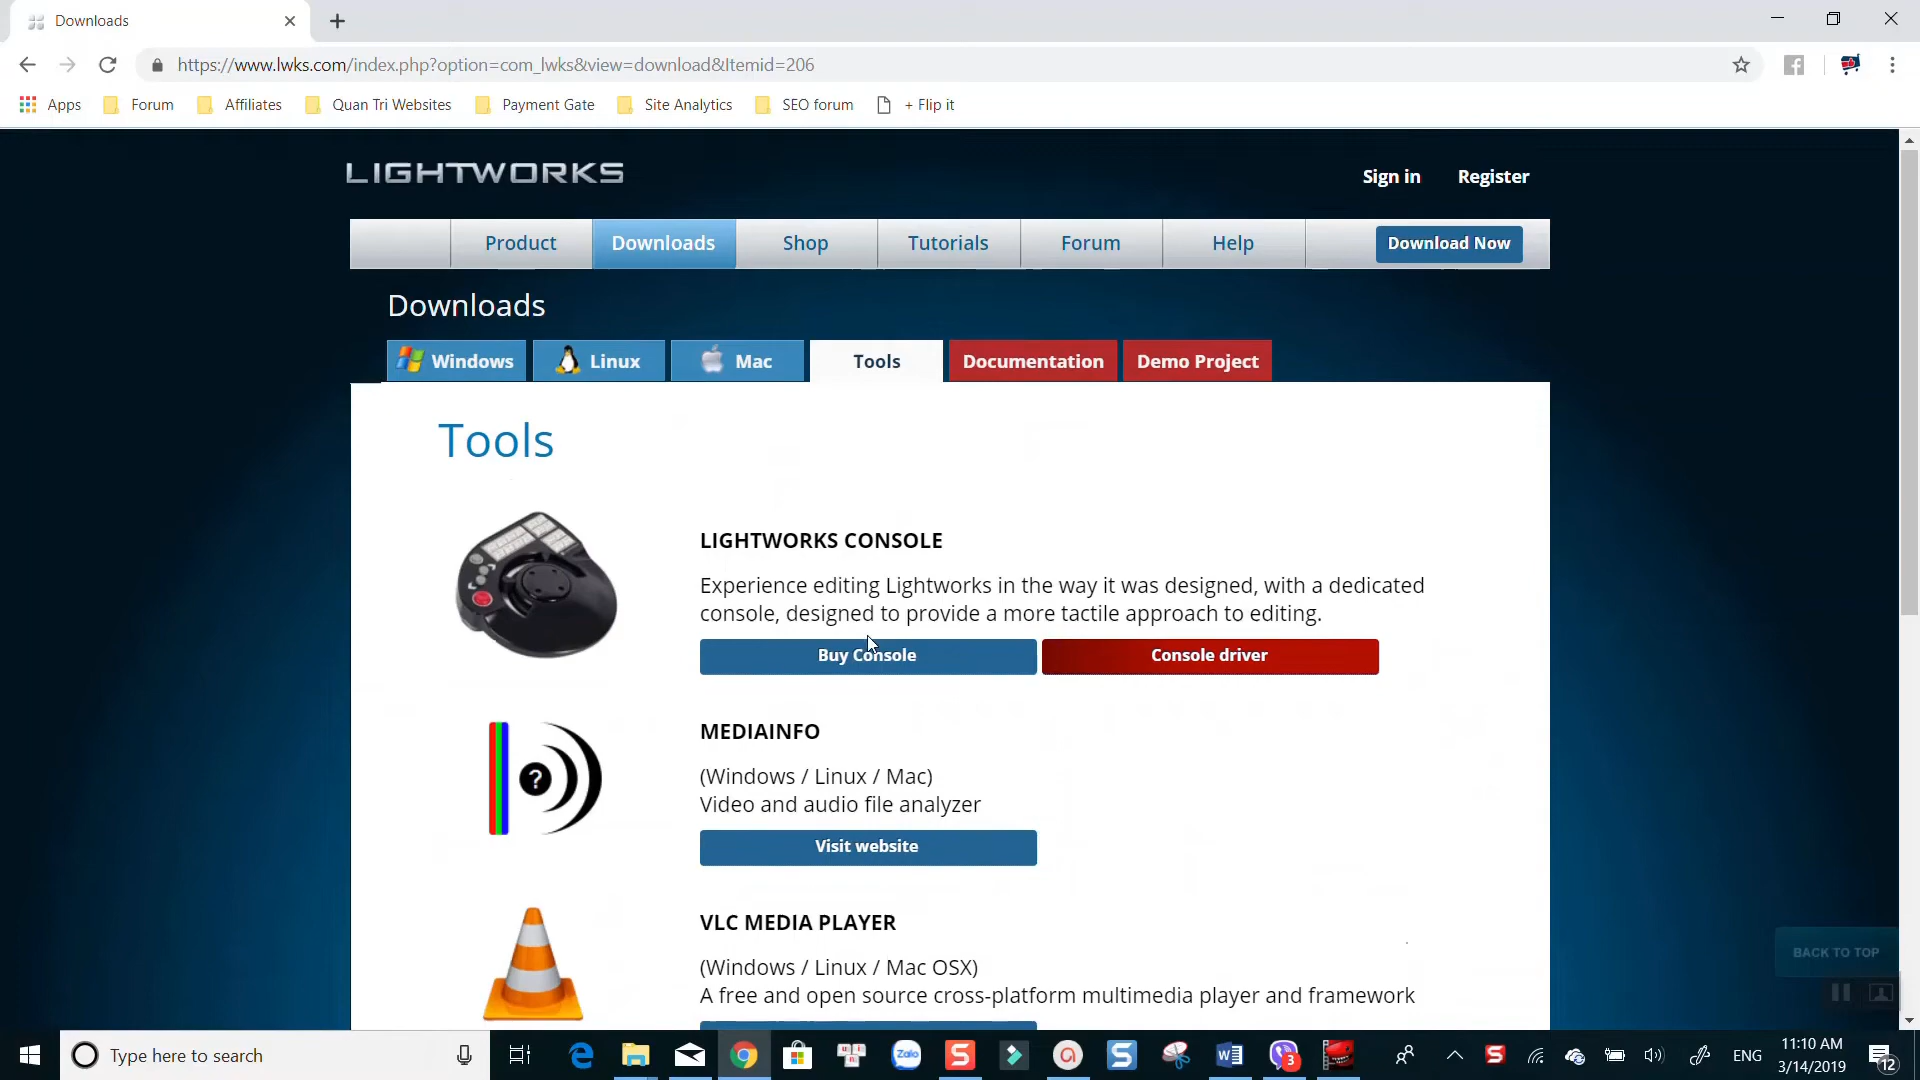 Downloads
https://www.lwks.com/index.php?option=com_lwks&view=download&Itemid=206
Apps Forum Affiliates Quan Tri Websites Payment Gate Site Analytics SEO forum + Flip it
LIGHTWORKS
Sign in Register
Product Downloads Shop Tutorials Forum Help Download Now
Downloads
Windows Linux Mac Tools Documentation Demo Project
Tools
LIGHTWORKS CONSOLE
Experience editing Lightworks in the way it was designed, with a dedicated
console, designed to provide a more tactile approach to editing.
Buy Console Console driver
MEDIAINFO
(Windows / Linux / Mac)
Video and audio file analyzer
Visit website
VLC MEDIA PLAYER
(Windows / Linux / Mac OSX)
A free and open source cross-platform multimedia player and framework
BACK TO TOP
Type here to search
Zalo
3
ENG
11:10 AM
3/14/2019
12